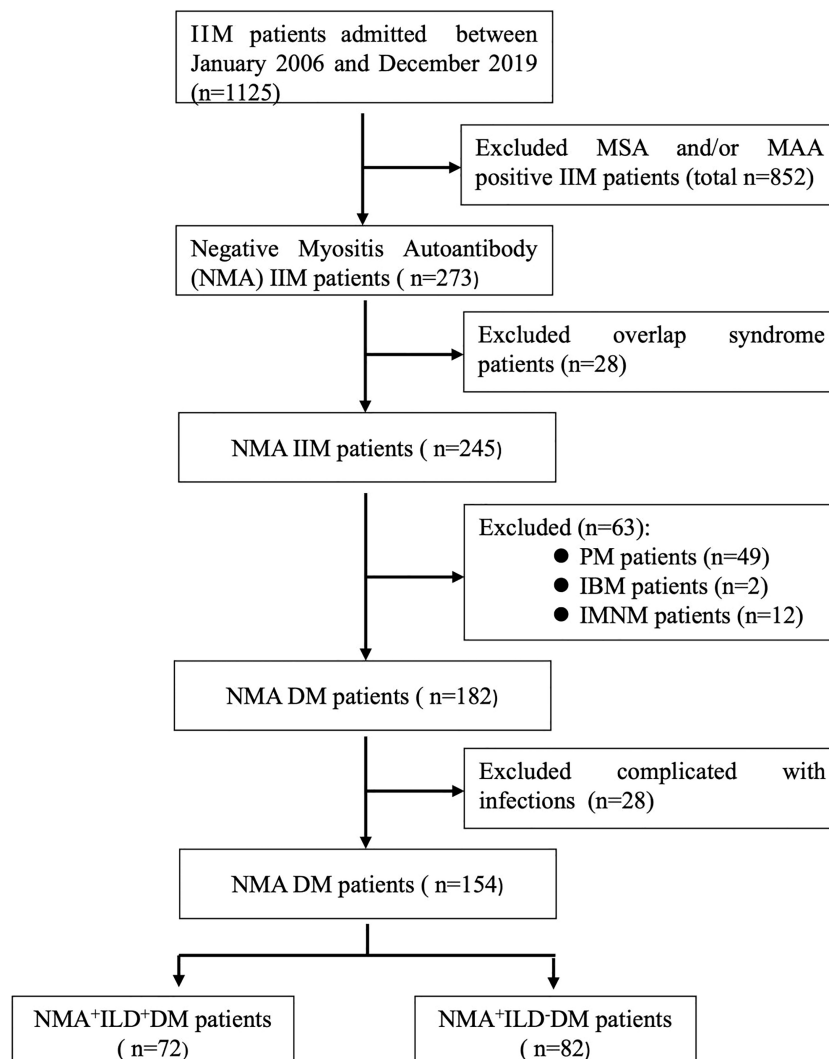 IIM patients admitted between
January 2006 and December 2019
(n=1125)
Excluded MSA and/or MAA
positive IIM patients (total n=852)
Negative Myositis Autoantibody
(NMA) IIM patients ( n=273)
Excluded overlap syndrome
patients (n=28)
NMA IIM patients ( n=245)
Excluded (n=63):
● PM patients (n=49)
● IBM patients (n=2)
● IMNM patients (n=12)
NMA DM patients ( n=182)
Excluded complicated with
infections (n=28)
NMA DM patients ( n=154)
NMA⁺ILD⁺DM patients
( n=72)
NMA⁺ILD⁻DM patients
( n=82)